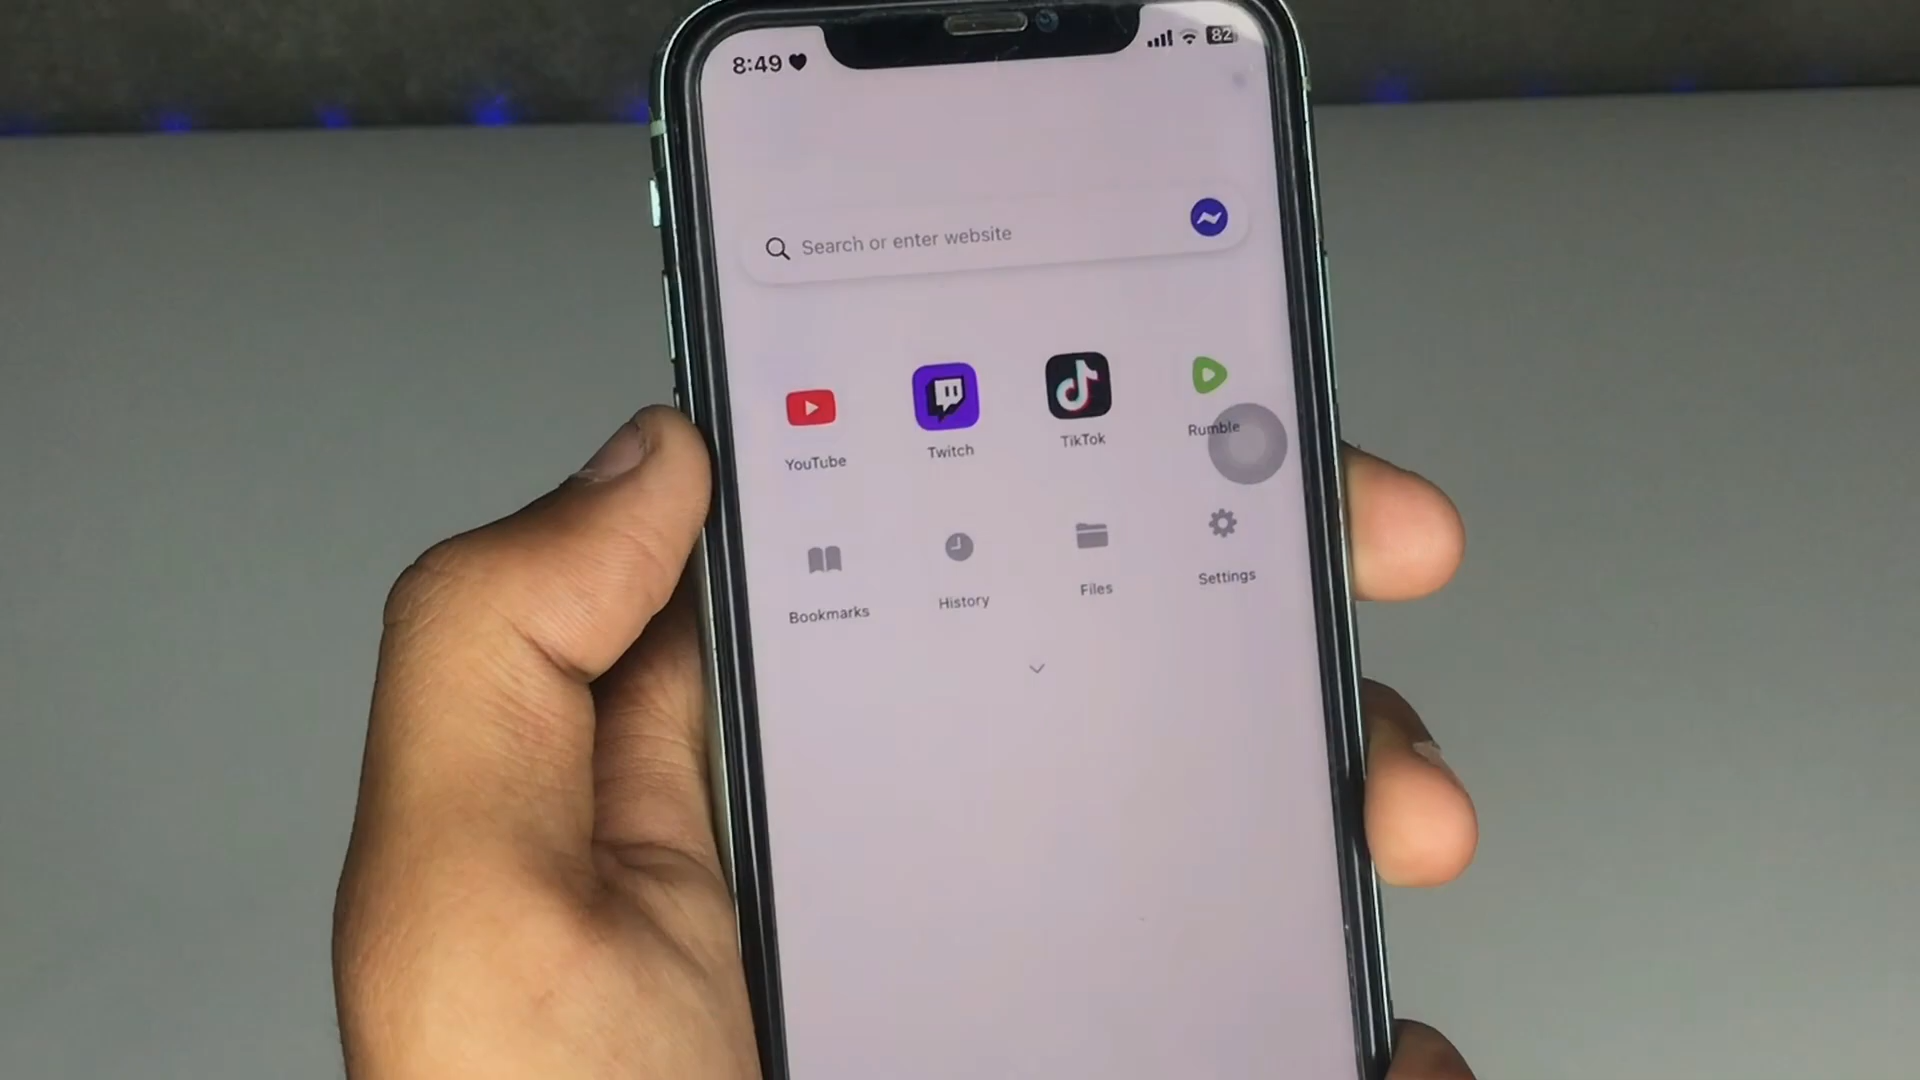 8:49
82
Search or enter website
YouTube
Twitch
TikTok
Rumble
Bookmarks
History
Files
Settings